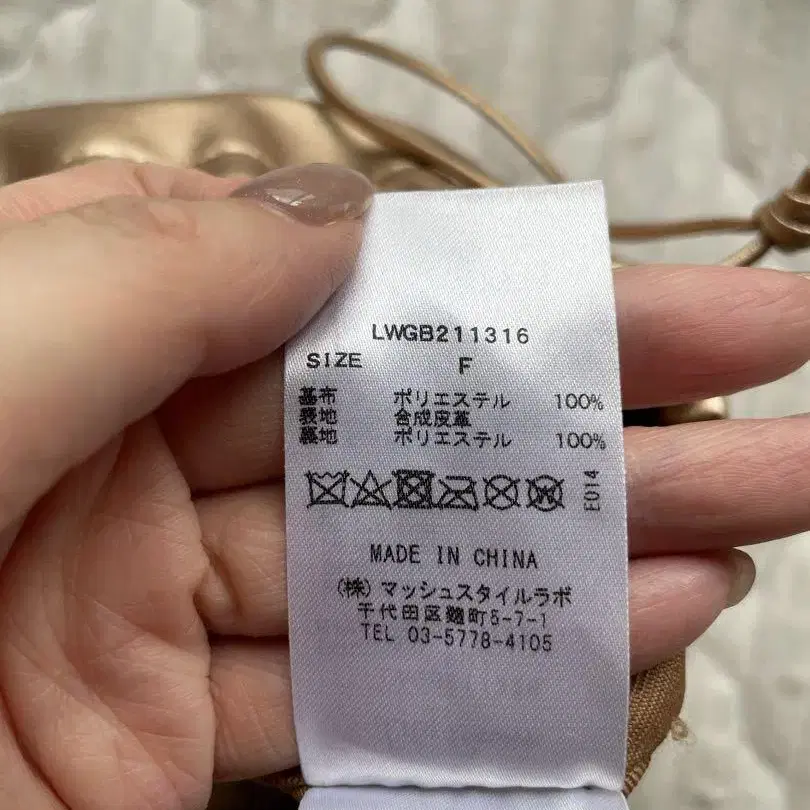 LWGB211316
SIZE F
基布 ポリエステル 100%
表地 合成皮革
裏地 ポリエステル 100%
W
E014
MADE IN CHINA
(株)マッシュスタイルラボ
千代田区麹町5-7-1
TEL 03-5778-4105